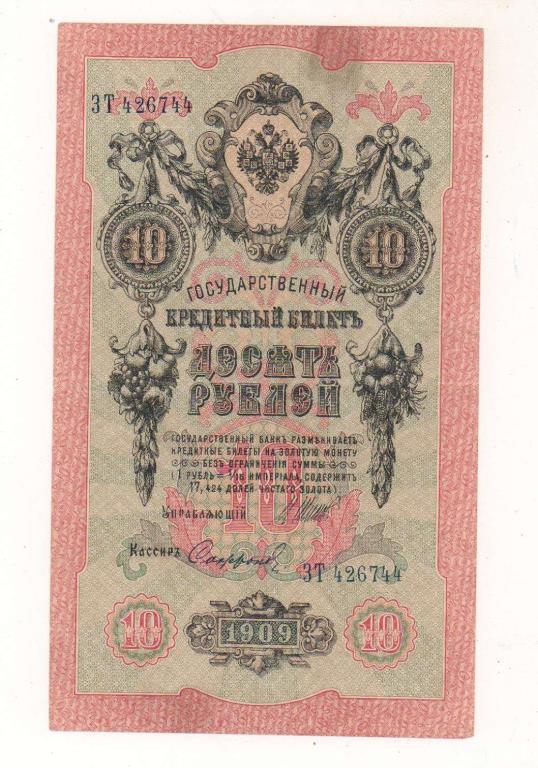 ЗТ 426744
10 10
ГОСУДАРСТВЕННЫЙ
КРЕДИТНЫЙ БИЛЕТЪ
ДЕСЯТЬ
РУБЛЕЙ
ГОСУДАРСТВЕННЫЙ БАНКЪ РАЗМѢНИВАЕТЪ
КРЕДИТНЫЕ БИЛЕТЫ НА ЗОЛОТУЮ МОНЕТУ
БЕЗЪ ОГРАНИЧЕНІЯ СУММЫ
(1 РУБЛЬ = 1/15 ИМПЕРІАЛА, СОДЕРЖИТЪ
17,424 ДОЛЕЙ ЧИСТАГО ЗОЛОТА).
10
Управляющій
Кассиръ Софронов
ЗТ 426744
10 1909 10